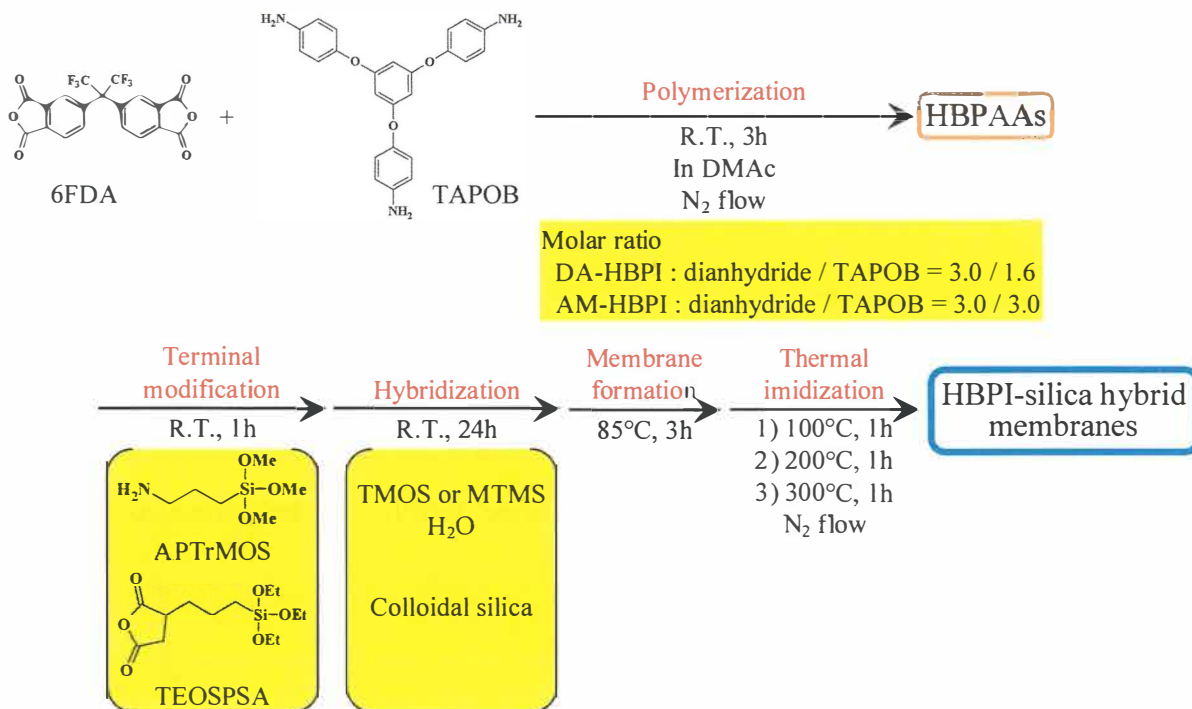 H₂N
NH₂
F₃C CF₃
O O
O O
O O
+
O O
O
NH₂
6FDA
TAPOB
Polymerization
R.T., 3h
In DMAc
N₂ flow
HBPAAs
Molar ratio
DA-HBPI : dianhydride / TAPOB = 3.0 / 1.6
AM-HBPI : dianhydride / TAPOB = 3.0 / 3.0
Terminal
modification
R.T., 1h
OMe
H₂N Si–OMe
OMe
APTrMOS
O
OEt
O Si–OEt
OEt
O
TEOSPSA
Hybridization
R.T., 24h
TMOS or MTMS
H₂O
Colloidal silica
Membrane
formation
85°C, 3h
Thermal
imidization
1) 100°C, 1h
2) 200°C, 1h
3) 300°C, 1h
N₂ flow
HBPI-silica hybrid
membranes